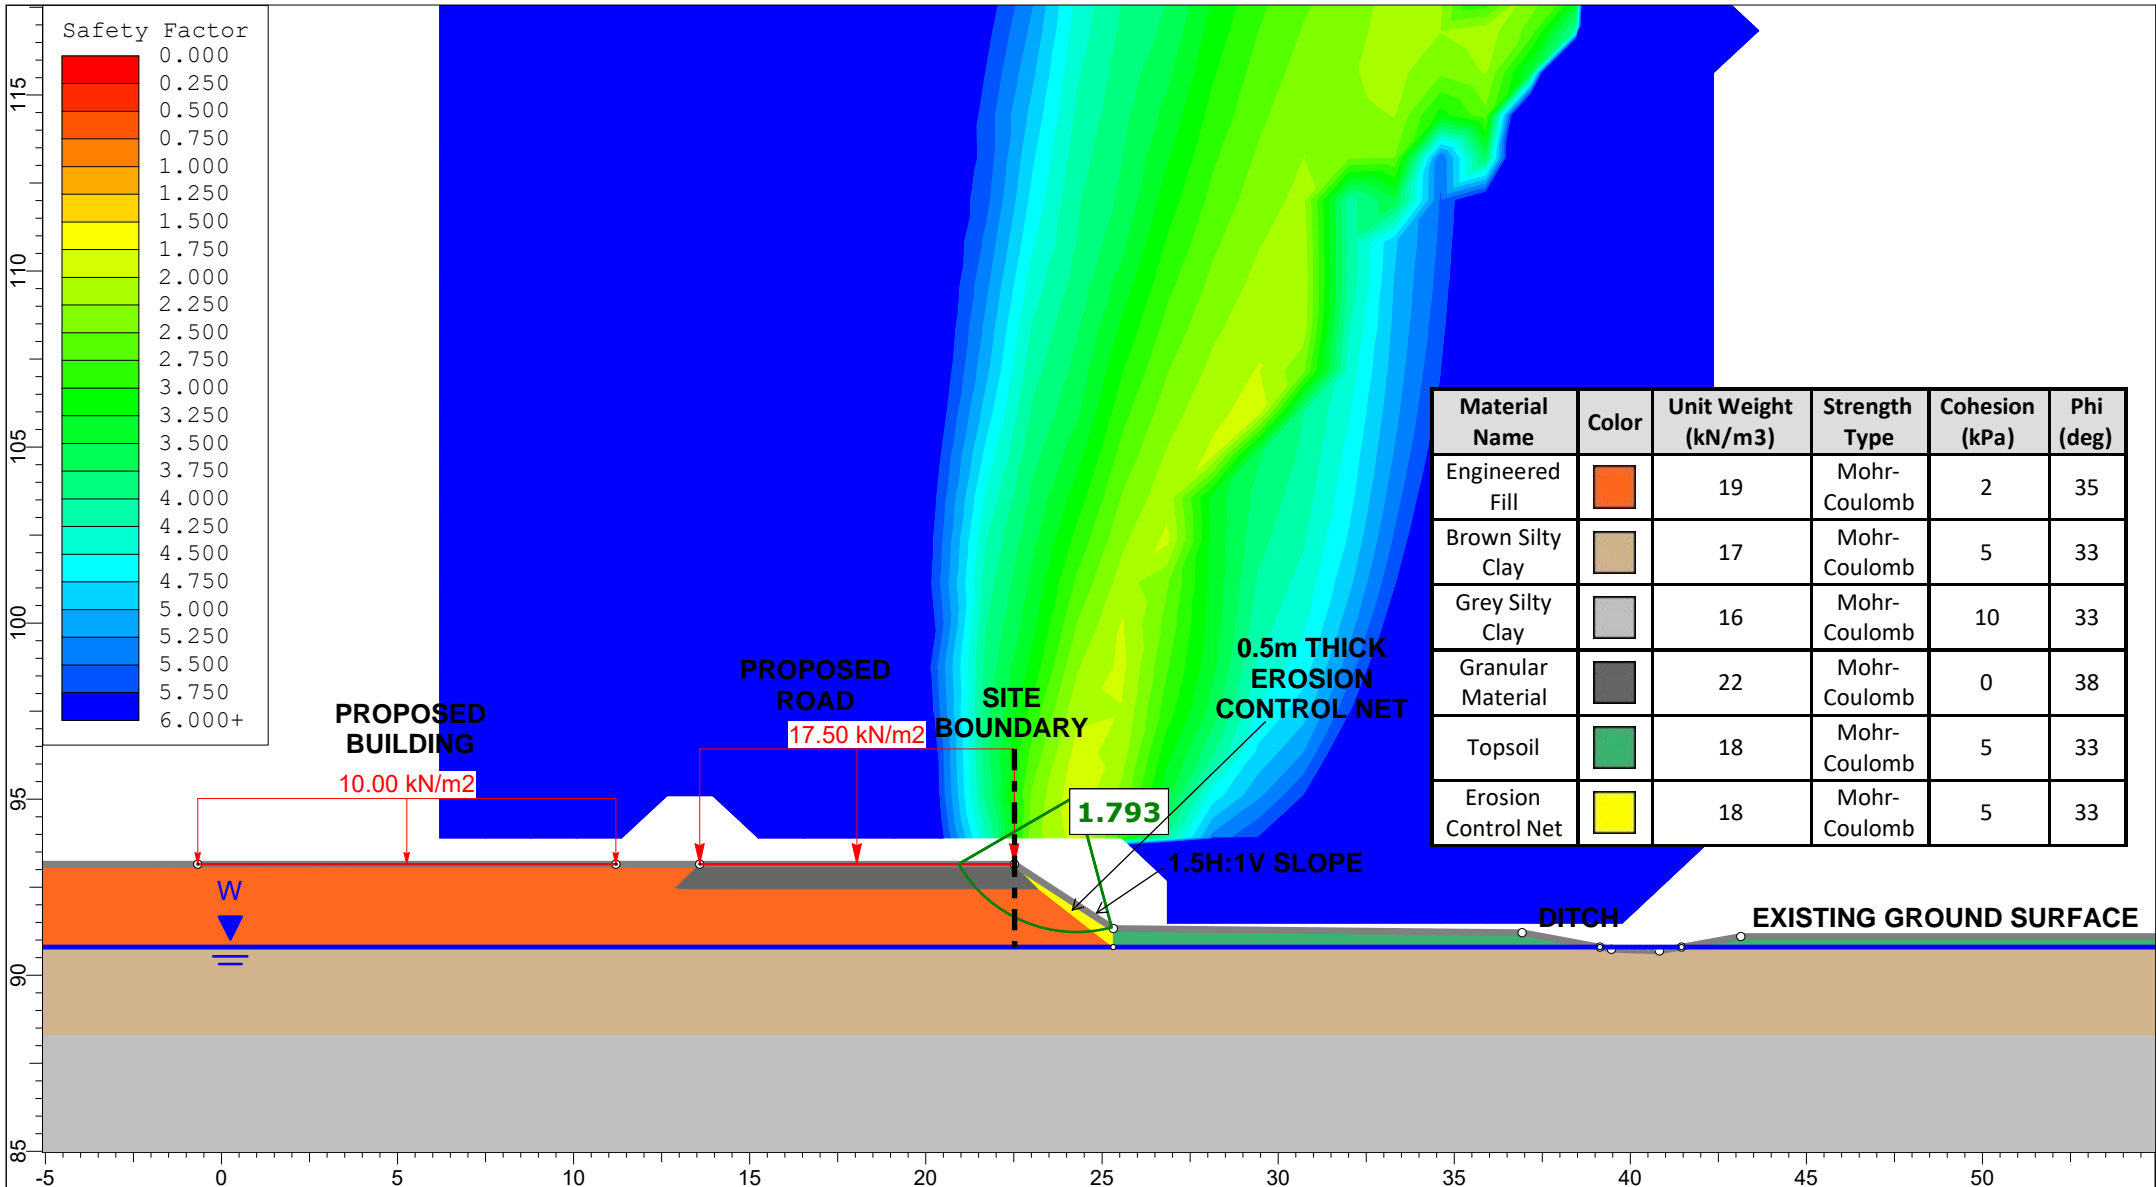 Safety Factor
0.000
0.250
0.500
0.750
1.000
1.250
1.500
1.750
2.000
2.250
2.500
2.750
3.000
3.250
3.500
3.750
4.000
4.250
4.500
4.750
5.000
5.250
5.500
5.750
6.000+
115
110
105
100
95
90
85
Material Name Color Unit Weight (kN/m3) Strength Type Cohesion (kPa) Phi (deg)
Engineered Fill 19 Mohr-Coulomb 2 35
Brown Silty Clay 17 Mohr-Coulomb 5 33
Grey Silty Clay 16 Mohr-Coulomb 10 33
Granular Material 22 Mohr-Coulomb 0 38
Topsoil 18 Mohr-Coulomb 5 33
Erosion Control Net 18 Mohr-Coulomb 5 33
PROPOSED
BUILDING
10.00 kN/m2
PROPOSED
ROAD
17.50 kN/m2
SITE
BOUNDARY
0.5m THICK
EROSION
CONTROL NET
1.793
1.5H:1V SLOPE
W
DITCH
EXISTING GROUND SURFACE
-5 0 5 10 15 20 25 30 35 40 45 50